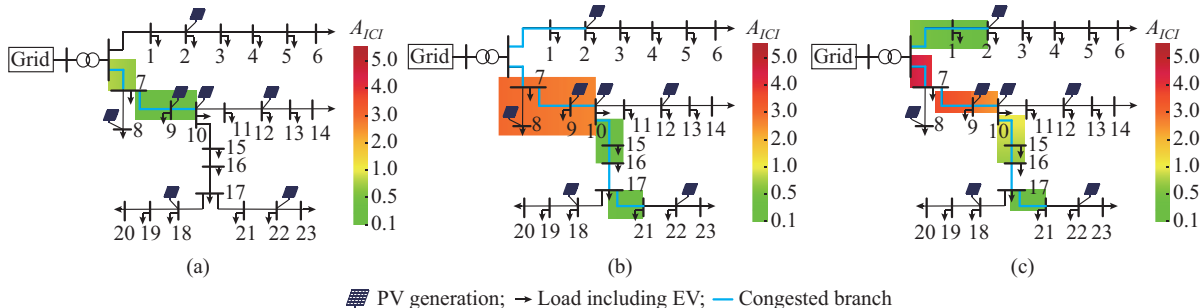 A_ICI A_ICI A_ICI
Grid 1 2 3 4 5 6 5.0 Grid 1 2 3 4 5 6 5.0 Grid 1 2 3 4 5 6 5.0
7 4.0 7 4.0 7 4.0
8 9 10 11 12 13 14 3.0 8 9 10 11 12 13 14 3.0 8 9 10 11 12 13 14 3.0
15 2.0 15 2.0 15 2.0
16 1.0 16 1.0 16 1.0
17 0.5 17 0.5 17 0.5
20 19 18 21 22 23 0.1 20 19 18 21 22 23 0.1 20 19 18 21 22 23 0.1
(a) (b) (c)
PV generation; Load including EV; Congested branch